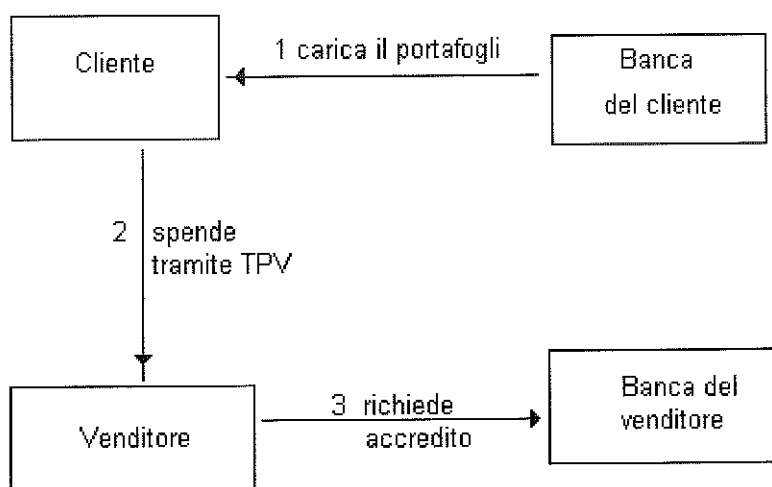 Cliente
1 carica il portafogli
Banca
del cliente
2 spende
tramite TPV
Venditore
3 richiede
accredito
Banca del
venditore